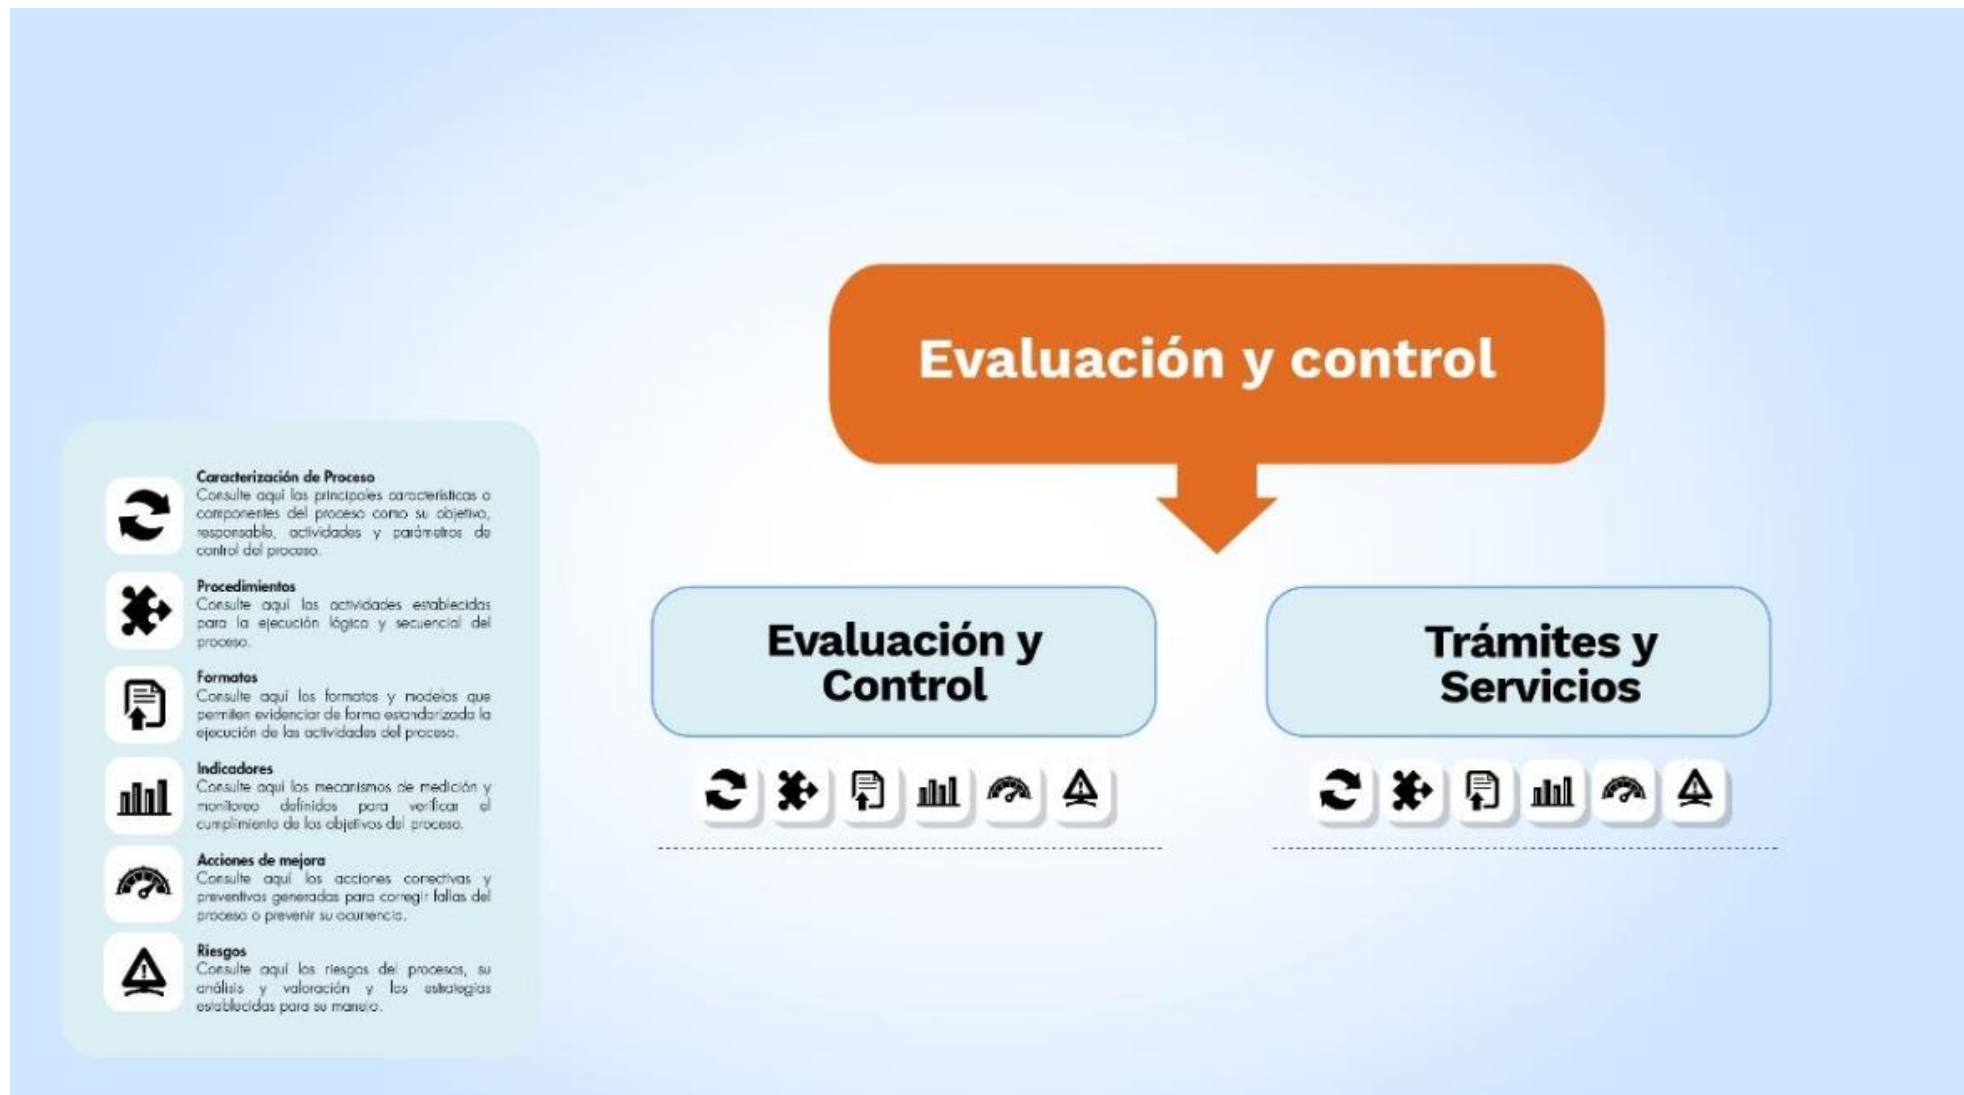 Evaluación y control
Evaluación y
Control
Trámites y
Servicios
Caracterización de Proceso
Consulte aquí las principales características o
componentes del proceso como su objetivo,
responsable, actividades y parámetros de
control del proceso.
Procedimientos
Consulte aquí las actividades establecidas
para la ejecución lógica y secuencial del
proceso.
Formatos
Consulte aquí los formatos y modelos que
permiten evidenciar de forma estandarizada la
ejecución de las actividades del proceso.
Indicadores
Consulte aquí los mecanismos de medición y
monitoreo definidos para verificar el
cumplimiento de los objetivos del proceso.
Acciones de mejora
Consulte aquí las acciones correctivas y
preventivas generadas para corregir fallas del
proceso o prevenir su ocurrencia.
Riesgos
Consulte aquí los riesgos del procesos, su
análisis y valoración y las estrategias
establecidas para su manejo.